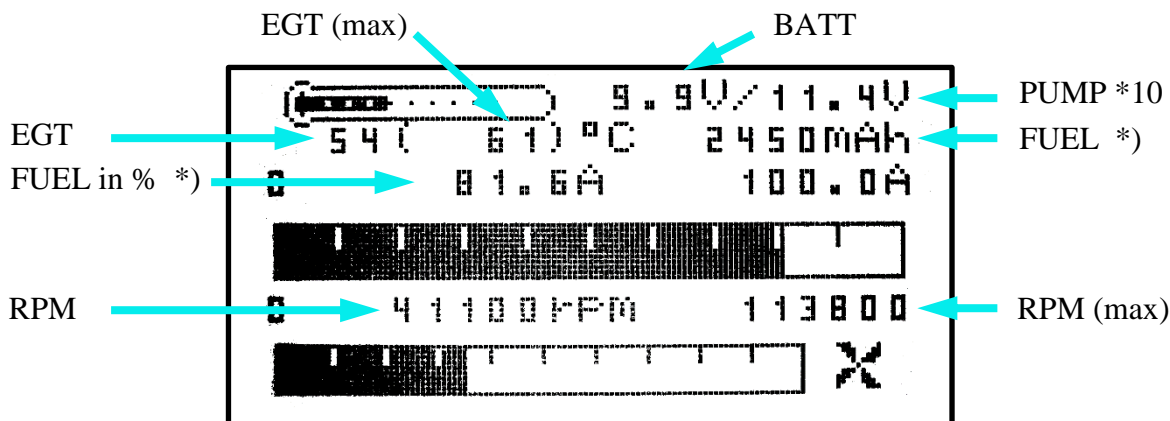 EGT (max) BATT
9.9V/11.4V PUMP *10
EGT 54( 61)°C 2450mAh FUEL *)
FUEL in % *) 0 81.6A 100.0A
RPM 0 41100rPM 113800 RPM (max)